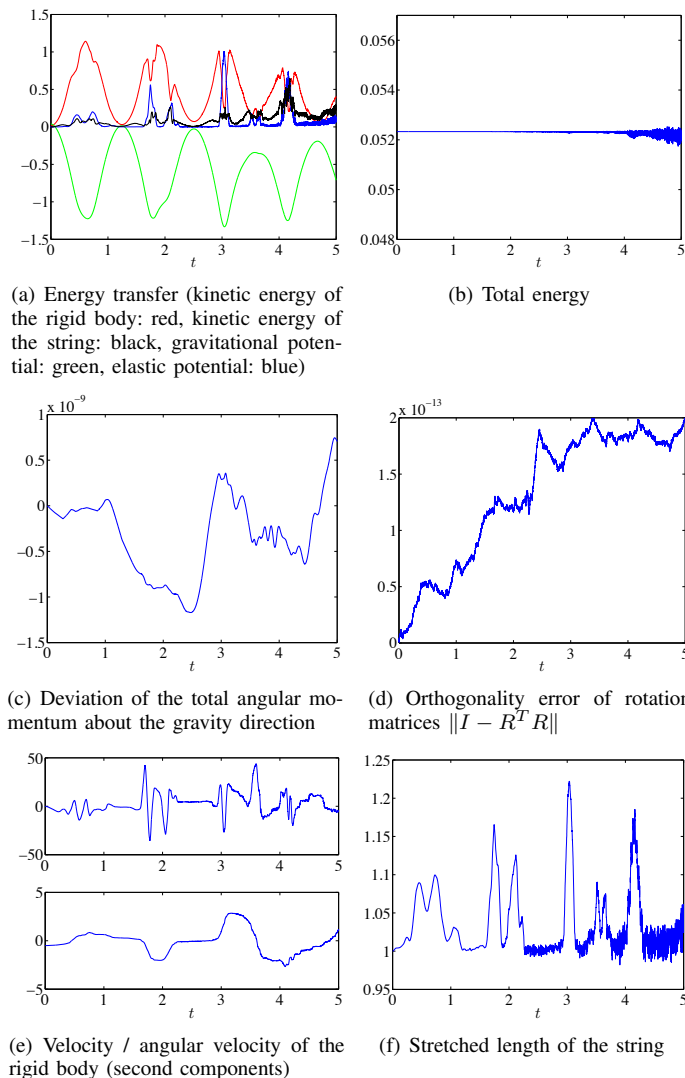 1.5
1
0.5
0
−0.5
−1
−1.5
0 1 2 3 4 5
t
0.056
0.054
0.052
0.05
0.048
0 1 2 3 4 5
t
(a) Energy transfer (kinetic energy of
the rigid body: red, kinetic energy of
the string: black, gravitational poten-
tial: green, elastic potential: blue)
(b) Total energy
1 x 10−9
0.5
0
−0.5
−1
−1.5
0 1 2 3 4 5
t
2 x 10−13
1.5
1
0.5
0
0 1 2 3 4 5
t
(c) Deviation of the total angular mo-
mentum about the gravity direction
(d) Orthogonality error of rotation
matrices ‖I − R^T R‖
50
0
−50
0 1 2 3 4 5
5
0
−5
0 1 2 3 4 5
t
1.25
1.2
1.15
1.1
1.05
1
0.95
0 1 2 3 4 5
t
(e) Velocity / angular velocity of the
rigid body (second components)
(f) Stretched length of the string